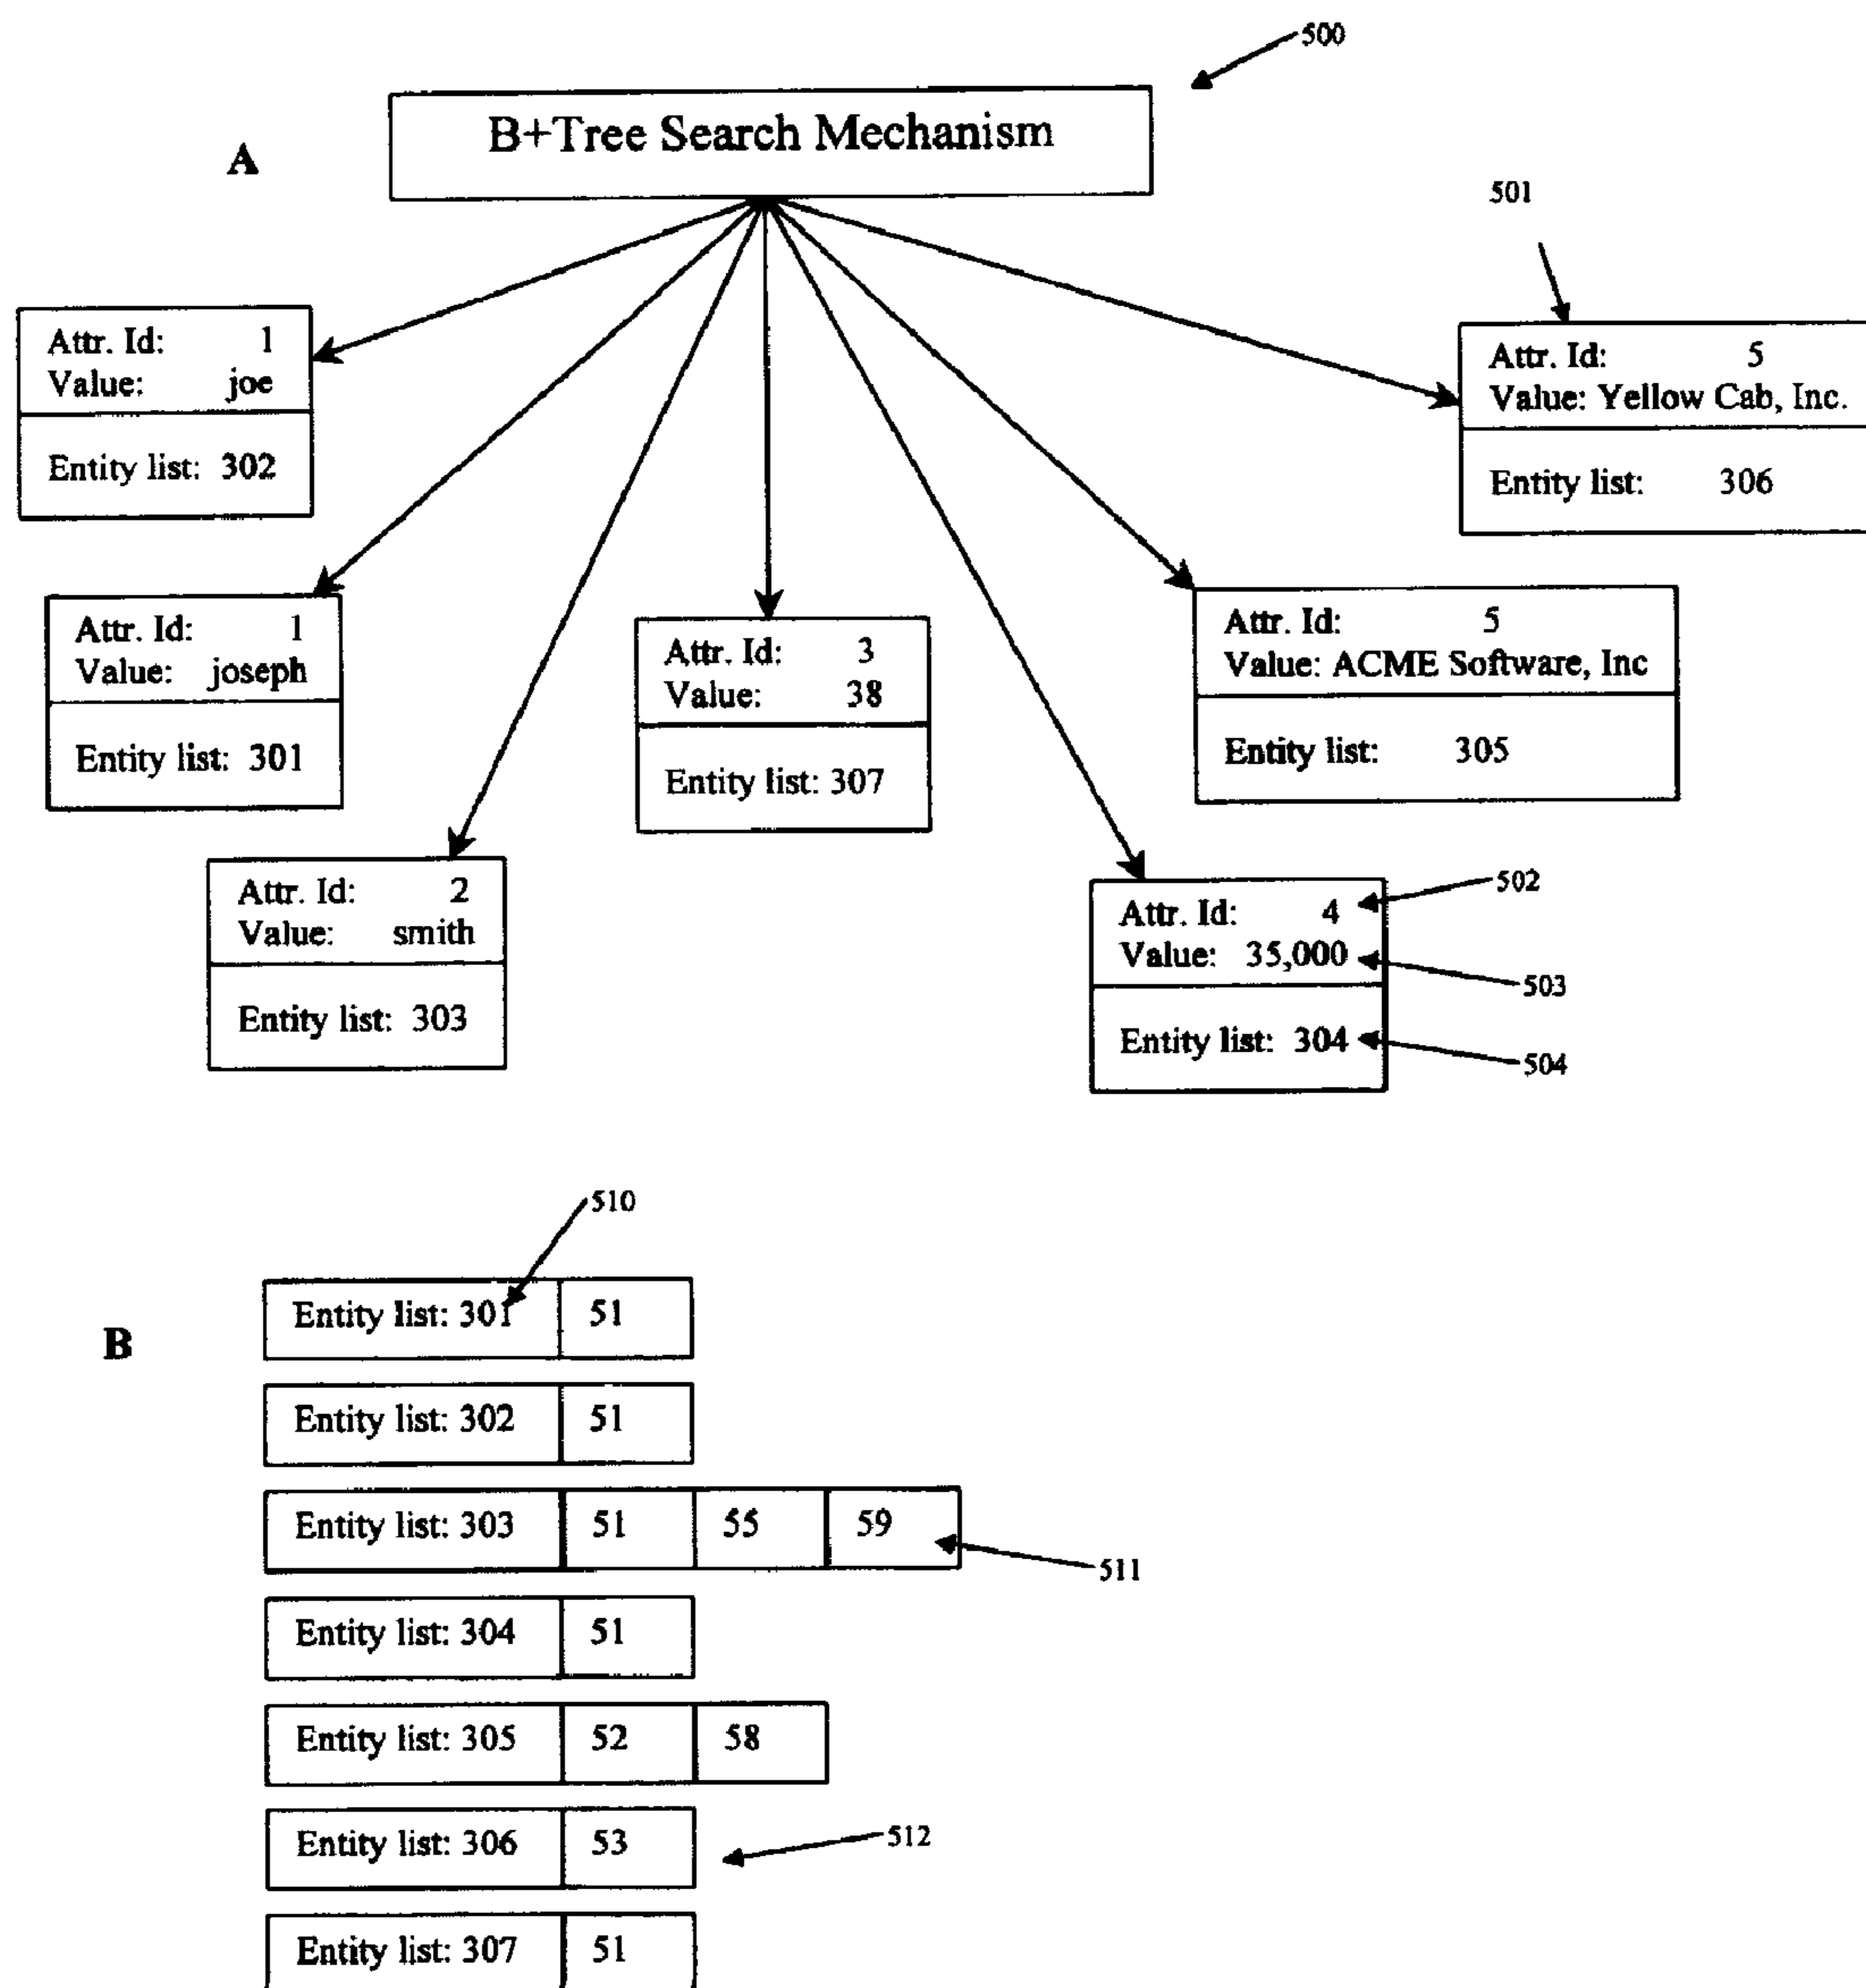 500
B+Tree Search Mechanism
A
501
Attr. Id: 1
Value: joe
Entity list: 302
Attr. Id: 5
Value: Yellow Cab, Inc.
Entity list: 306
Attr. Id: 1
Value: joseph
Entity list: 301
Attr. Id: 3
Value: 38
Entity list: 307
Attr. Id: 5
Value: ACME Software, Inc
Entity list: 305
Attr. Id: 2
Value: smith
Entity list: 303
Attr. Id: 4
Value: 35,000
Entity list: 304
502
503
504
510
B
Entity list: 301 51
Entity list: 302 51
Entity list: 303 51 55 59
511
Entity list: 304 51
Entity list: 305 52 58
Entity list: 306 53
512
Entity list: 307 51